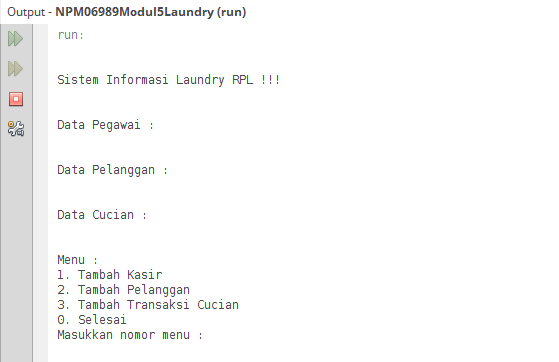 Output - NPM06989Modul5Laundry (run)
run:
Sistem Informasi Laundry RPL !!!
Data Pegawai :
Data Pelanggan :
Data Cucian :
Menu :
1. Tambah Kasir
2. Tambah Pelanggan
3. Tambah Transaksi Cucian
0. Selesai
Masukkan nomor menu :